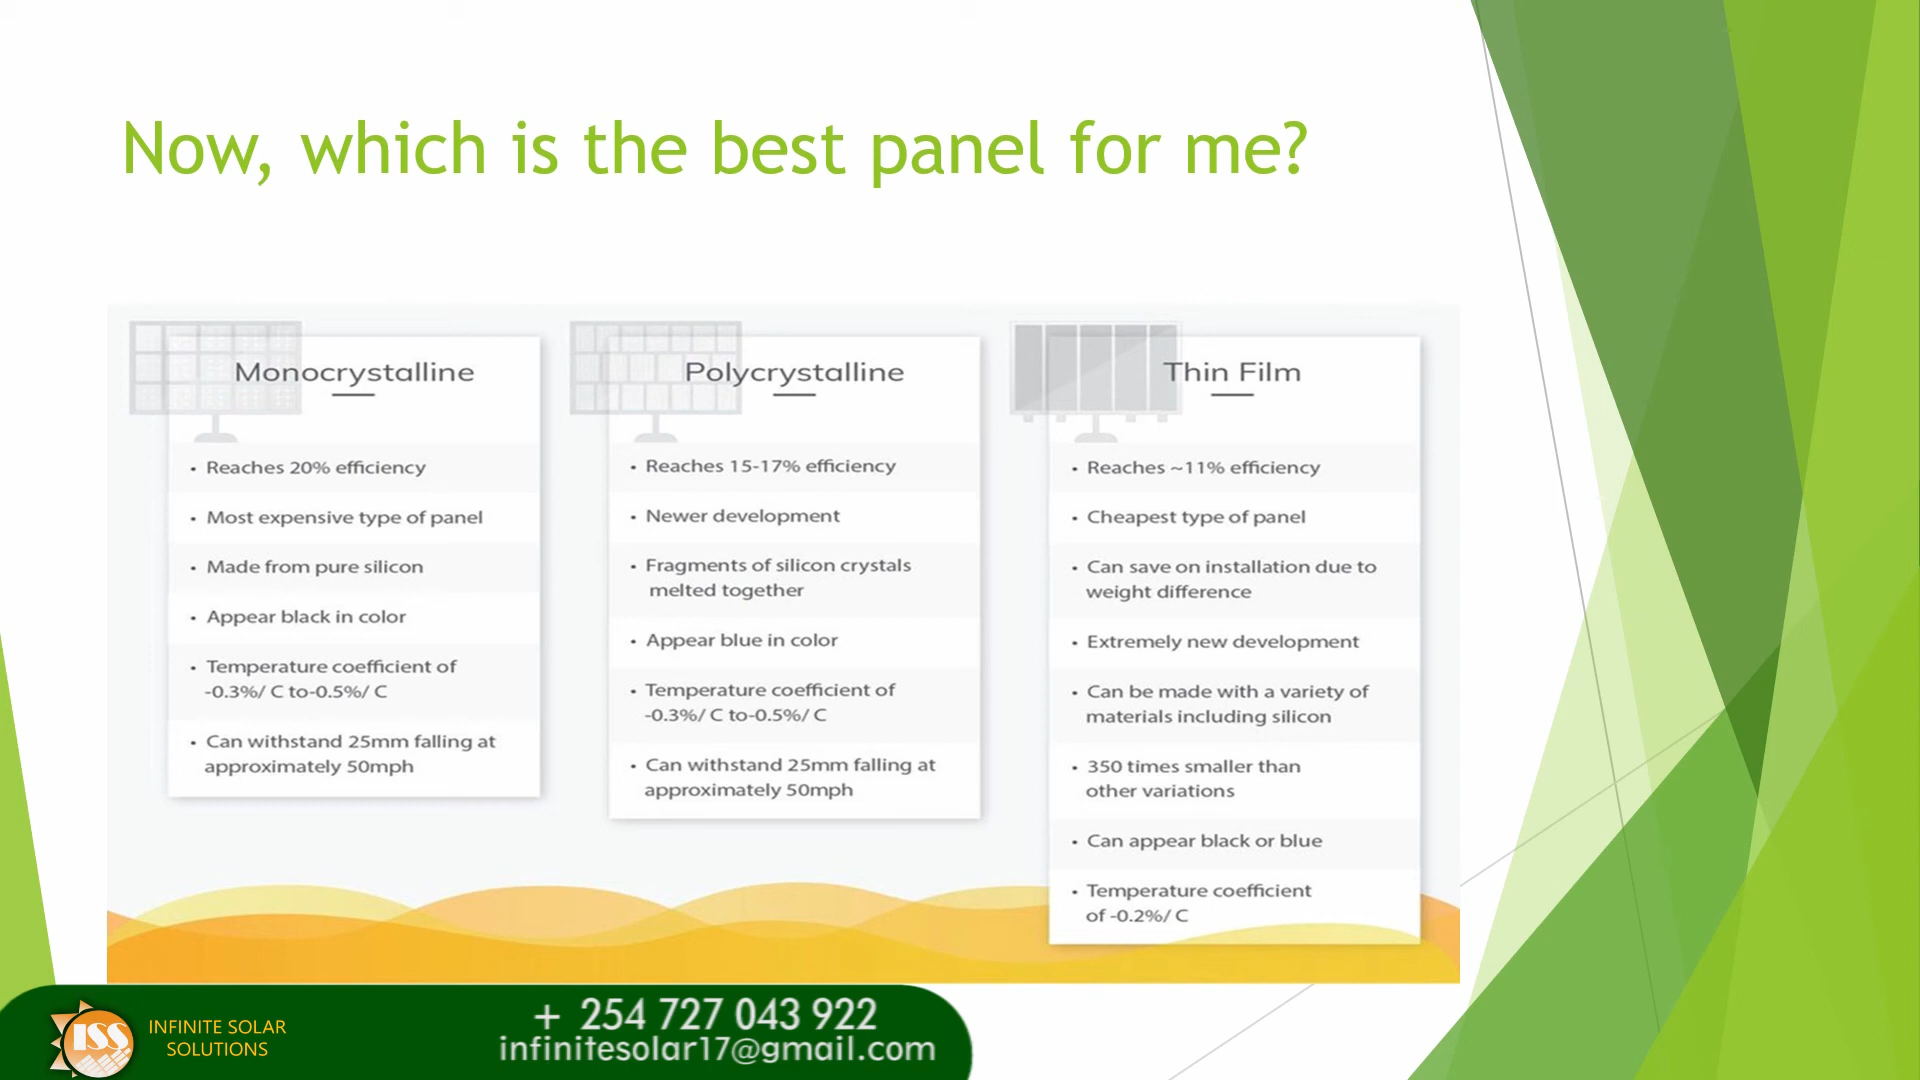 Now, which is the best panel for me?
Monocrystalline
• Reaches 20% efficiency
• Most expensive type of panel
• Made from pure silicon
• Appear black in color
• Temperature coefficient of
-0.3%/ C to-0.5%/ C
• Can withstand 25mm falling at
approximately 50mph
Polycrystalline
• Reaches 15-17% efficiency
• Newer development
• Fragments of silicon crystals
melted together
• Appear blue in color
• Temperature coefficient of
-0.3%/ C to-0.5%/ C
• Can withstand 25mm falling at
approximately 50mph
Thin Film
• Reaches ~11% efficiency
• Cheapest type of panel
• Can save on installation due to
weight difference
• Extremely new development
• Can be made with a variety of
materials including silicon
• 350 times smaller than
other variations
• Can appear black or blue
• Temperature coefficient
of -0.2%/ C
ISS
INFINITE SOLAR
SOLUTIONS
+ 254 727 043 922
infinitesolar17@gmail.com